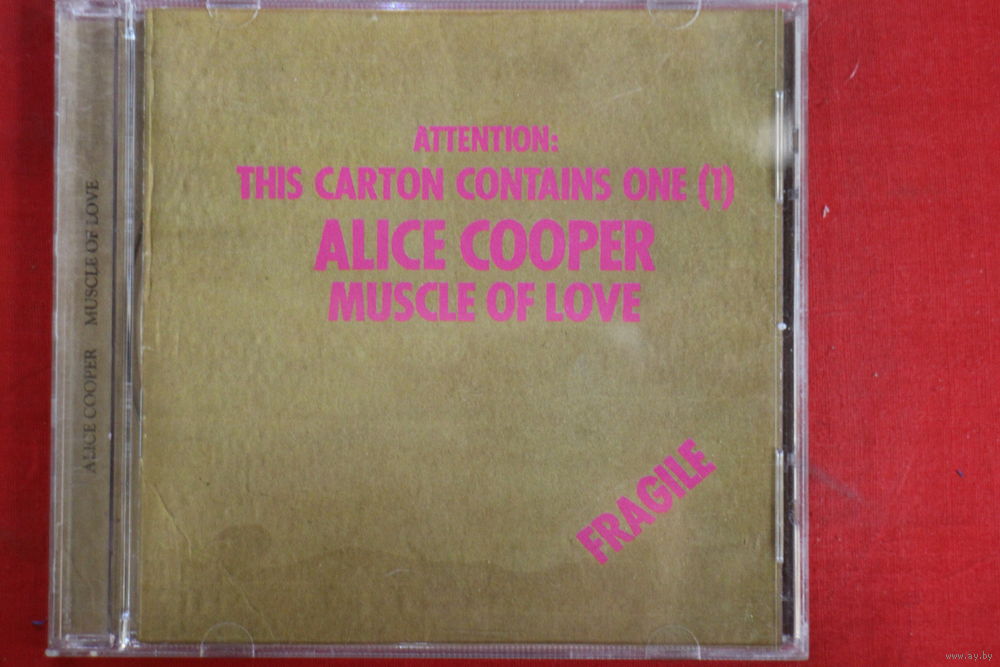 ATTENTION:
THIS CARTON CONTAINS ONE (1)
ALICE COOPER
MUSCLE OF LOVE
FRAGILE
ALICE COOPER MUSCLE OF LOVE
www.ay.by